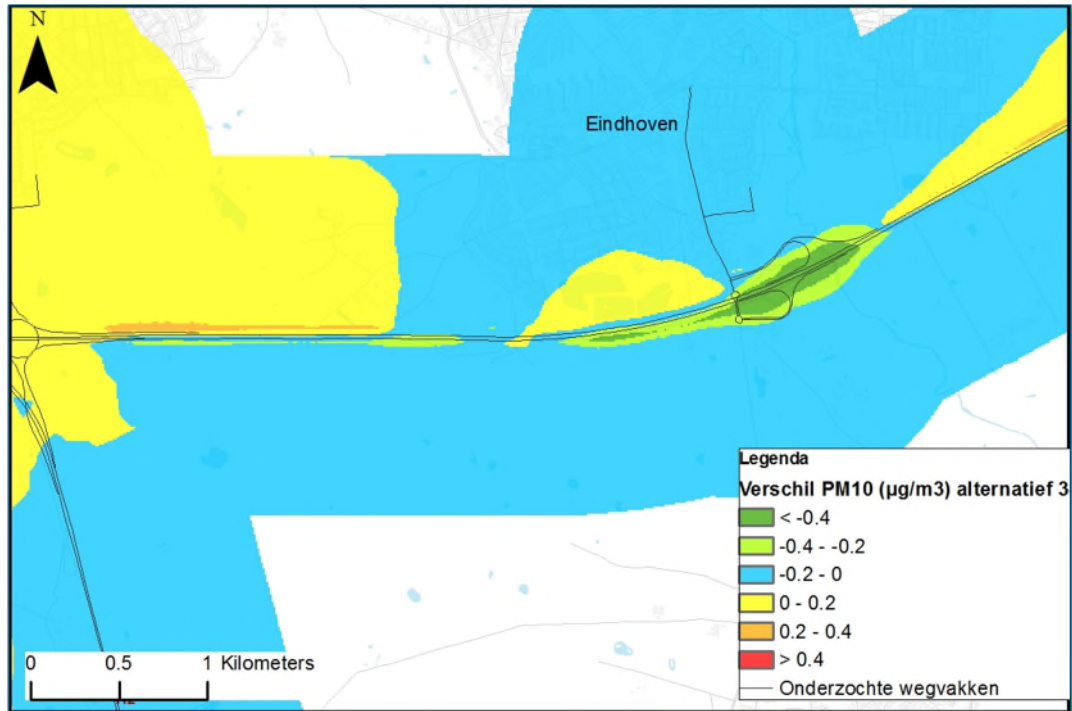 N
Eindhoven
Legenda
Verschil PM10 (µg/m3) alternatief 3
< -0.4
-0.4 - -0.2
-0.2 - 0
0 - 0.2
0.2 - 0.4
> 0.4
Onderzochte wegvakken
0 0.5 1 Kilometers